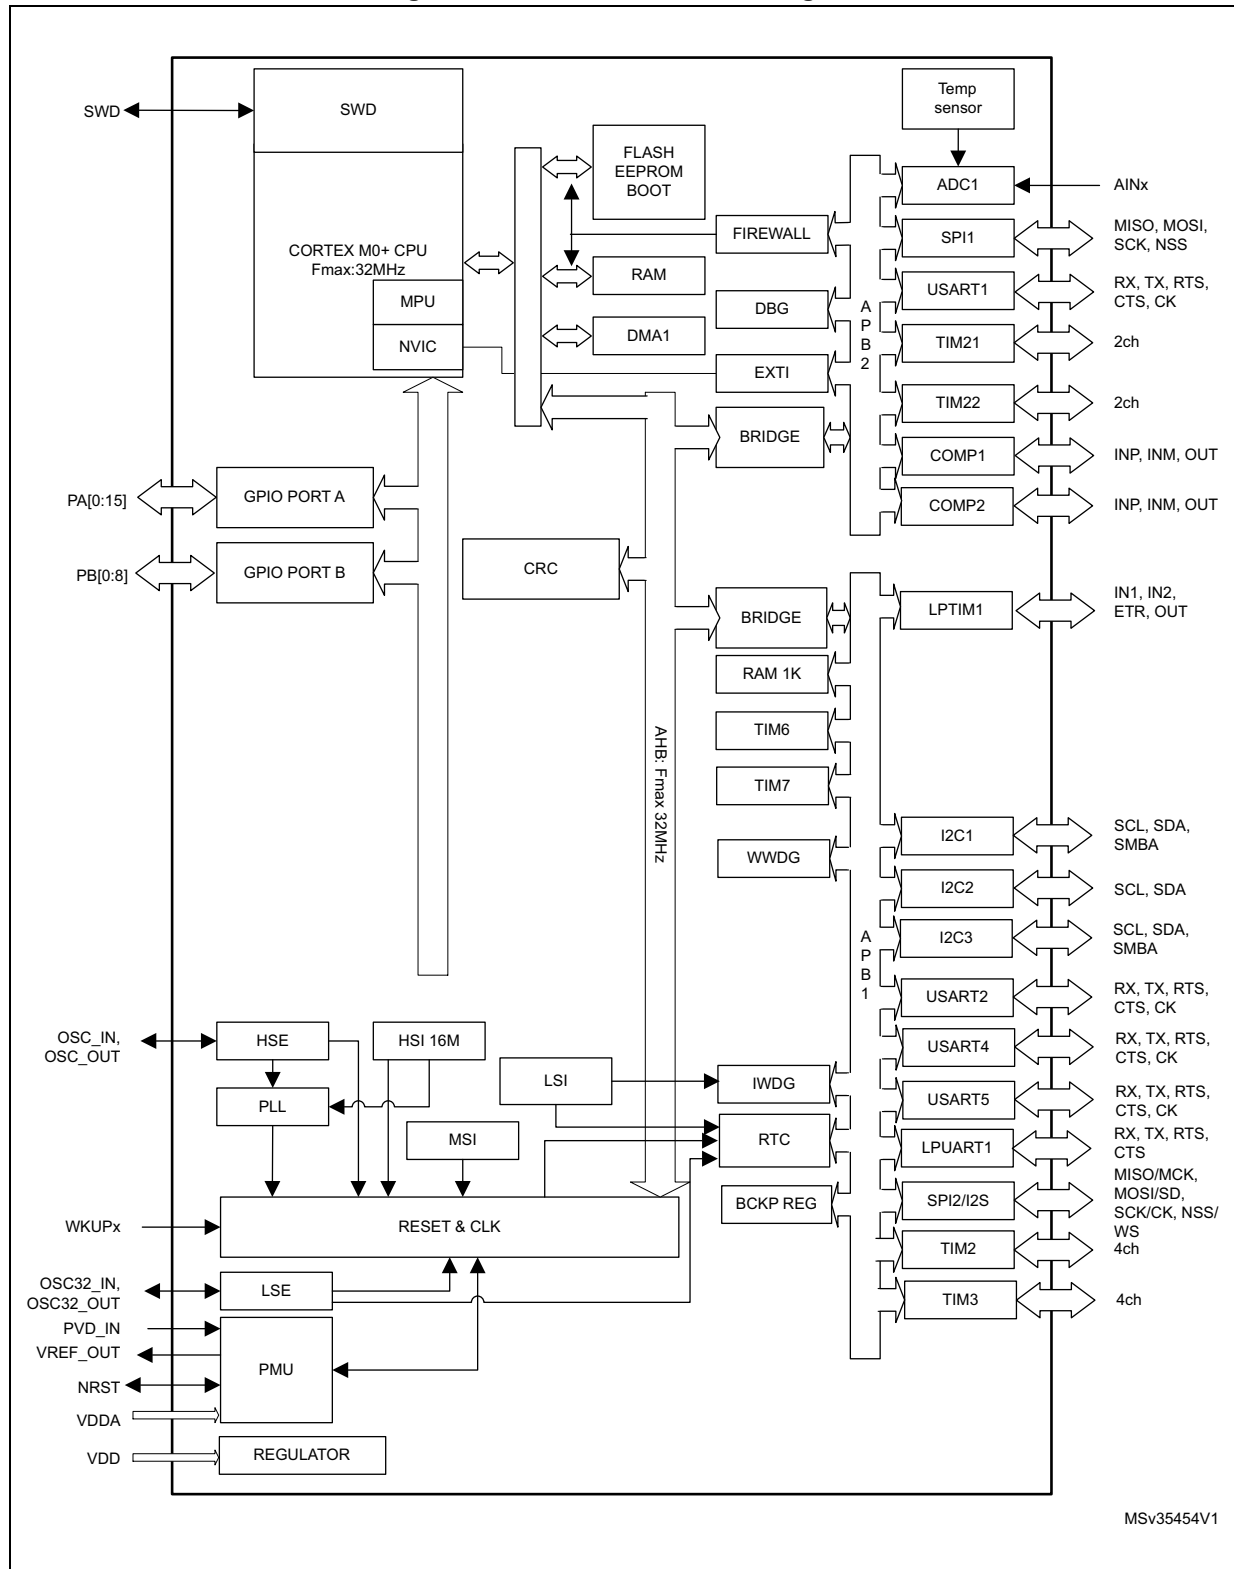 SWD
SWD
Temp
sensor
FLASH
EEPROM
BOOT
ADC1
AINx
FIREWALL
SPI1
MISO, MOSI,
SCK, NSS
CORTEX M0+ CPU
Fmax:32MHz
RAM
MPU
DBG
USART1
RX, TX, RTS,
CTS, CK
NVIC
DMA1
A
P
B
2
TIM21
2ch
EXTI
TIM22
2ch
BRIDGE
COMP1
INP, INM, OUT
PA[0:15]
GPIO PORT A
COMP2
INP, INM, OUT
PB[0:8]
GPIO PORT B
CRC
BRIDGE
LPTIM1
IN1, IN2,
ETR, OUT
RAM 1K
TIM6
AHB: Fmax 32MHz
TIM7
WWDG
I2C1
SCL, SDA,
SMBA
I2C2
SCL, SDA
A
P
B
1
I2C3
SCL, SDA,
SMBA
USART2
RX, TX, RTS,
CTS, CK
OSC_IN,
OSC_OUT
HSE
HSI 16M
USART4
RX, TX, RTS,
CTS, CK
LSI
IWDG
PLL
USART5
RX, TX, RTS,
CTS, CK
MSI
RTC
LPUART1
RX, TX, RTS,
CTS
BCKP REG
SPI2/I2S
MISO/MCK,
MOSI/SD,
SCK/CK, NSS/
WS
WKUPx
RESET & CLK
TIM2
4ch
OSC32_IN,
OSC32_OUT
LSE
TIM3
4ch
PVD_IN
VREF_OUT
PMU
NRST
VDDA
VDD
REGULATOR
MSv35454V1